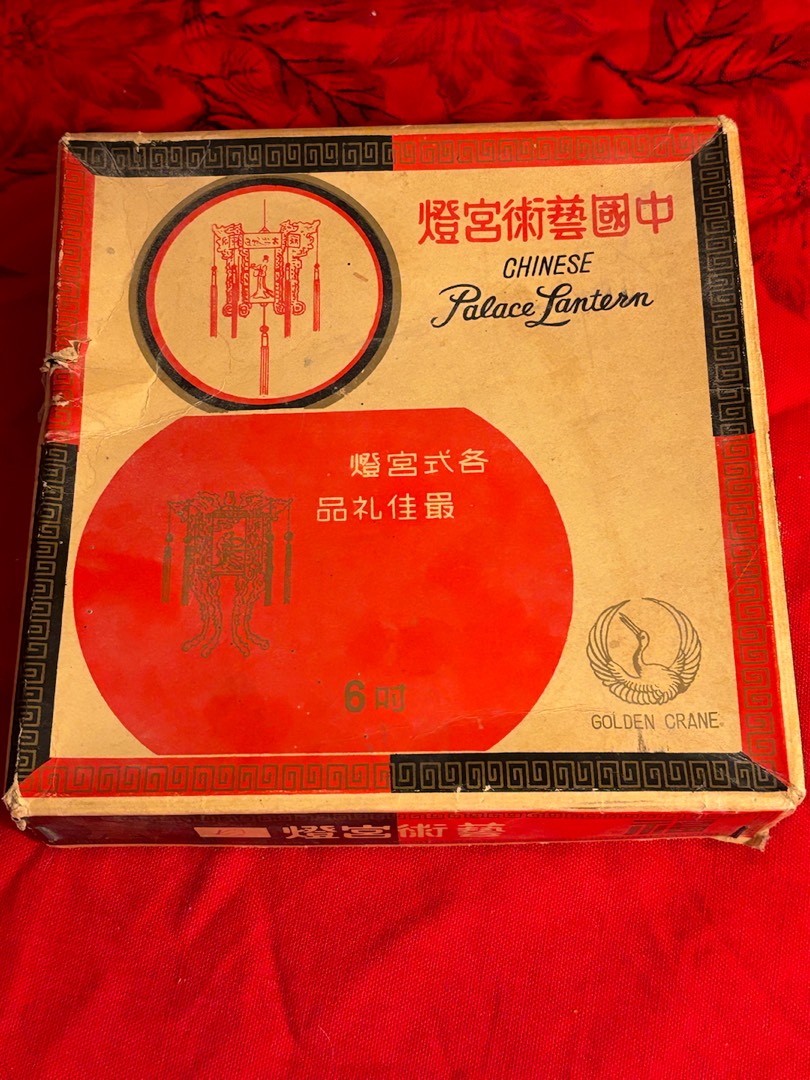 中國藝術宮燈
CHINESE
Palace Lantern
各式宮燈
最佳礼品
6吋
GOLDEN CRANE
藝術宮燈